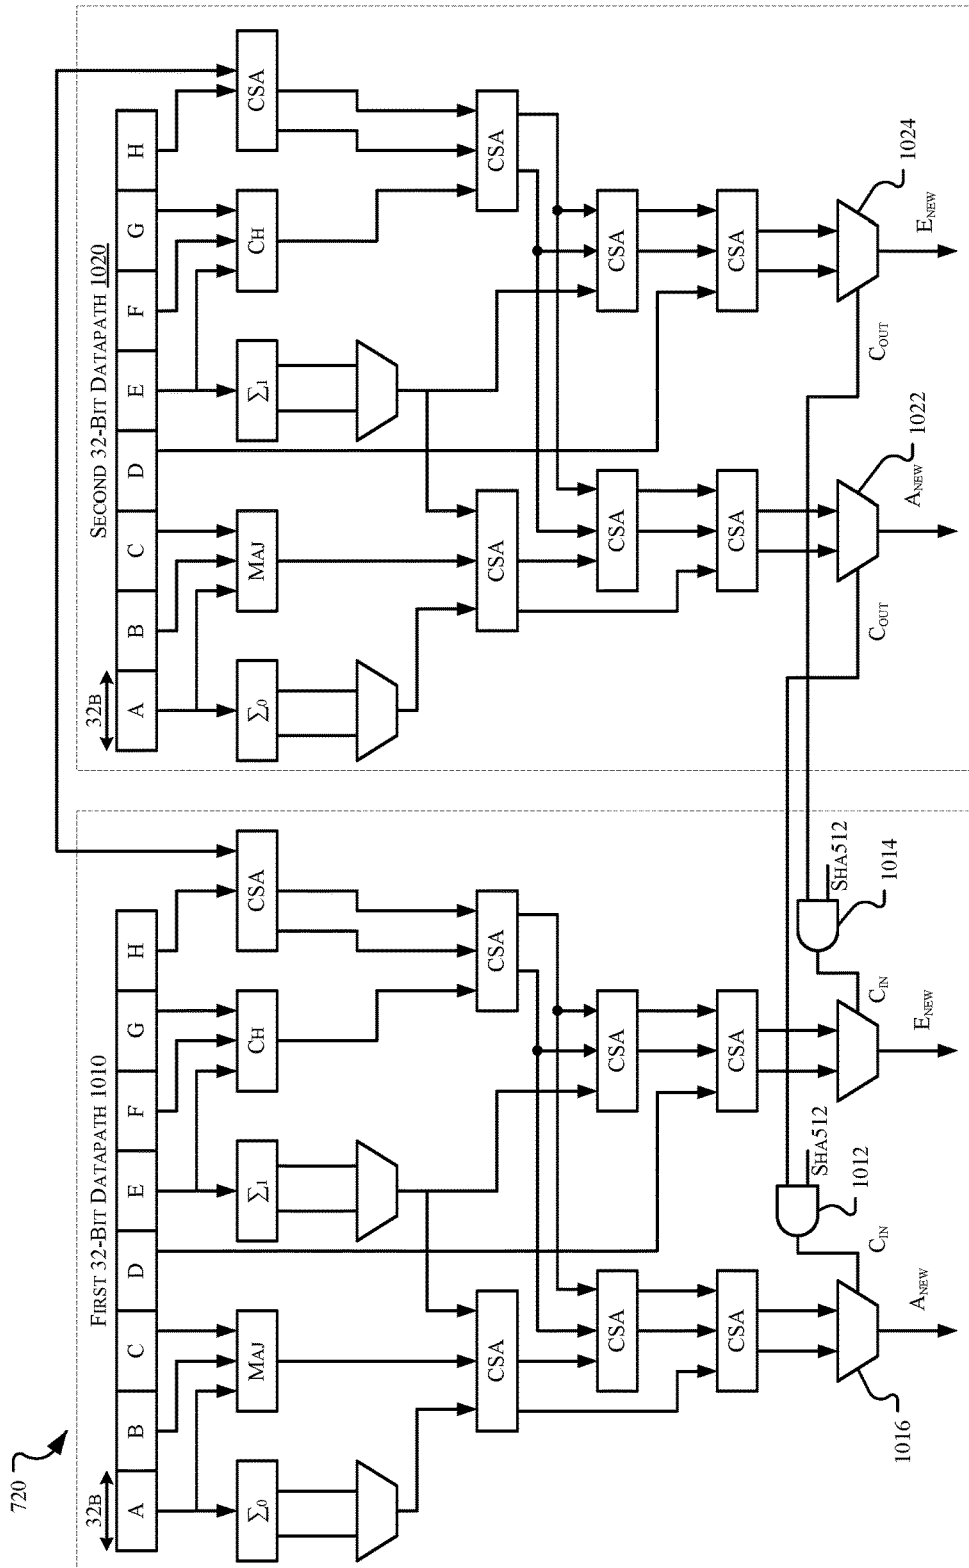 720
FIRST 32-BIT DATAPATH 1010
32B
A B C D E F G H
Σ0 MAJ Σ1 CH CSA
CSA CSA
CSA CSA
CSA CSA
1012
SHA512
1014
SHA512
CIN
CIN
1016
ANEW
ENEW
SECOND 32-BIT DATAPATH 1020
32B
A B C D E F G H
Σ0 MAJ Σ1 CH CSA
CSA CSA
CSA CSA
CSA CSA
COUT
COUT
1022
1024
ANEW
ENEW